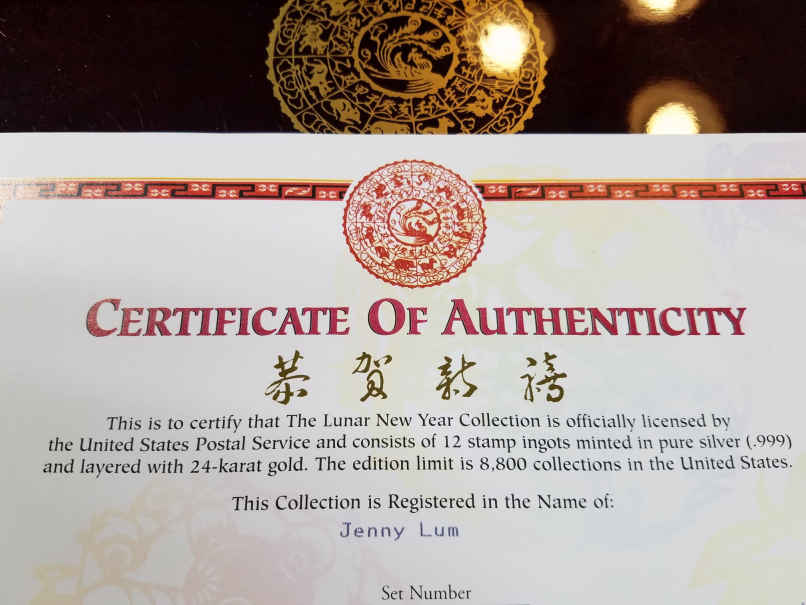 CERTIFICATE OF AUTHENTICITY
恭賀新禧
This is to certify that The Lunar New Year Collection is officially licensed by
the United States Postal Service and consists of 12 stamp ingots minted in pure silver (.999)
and layered with 24-karat gold. The edition limit is 8,800 collections in the United States.
This Collection is Registered in the Name of:
Jenny Lum
Set Number